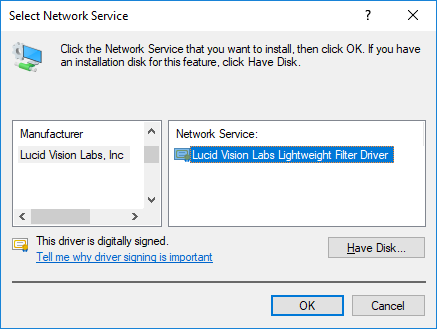 Select Network Service
Click the Network Service that you want to install, then click OK. If you have
an installation disk for this feature, click Have Disk.
Manufacturer
Lucid Vision Labs, Inc
Network Service:
Lucid Vision Labs Lightweight Filter Driver
This driver is digitally signed.
Tell me why driver signing is important
Have Disk...
OK
Cancel